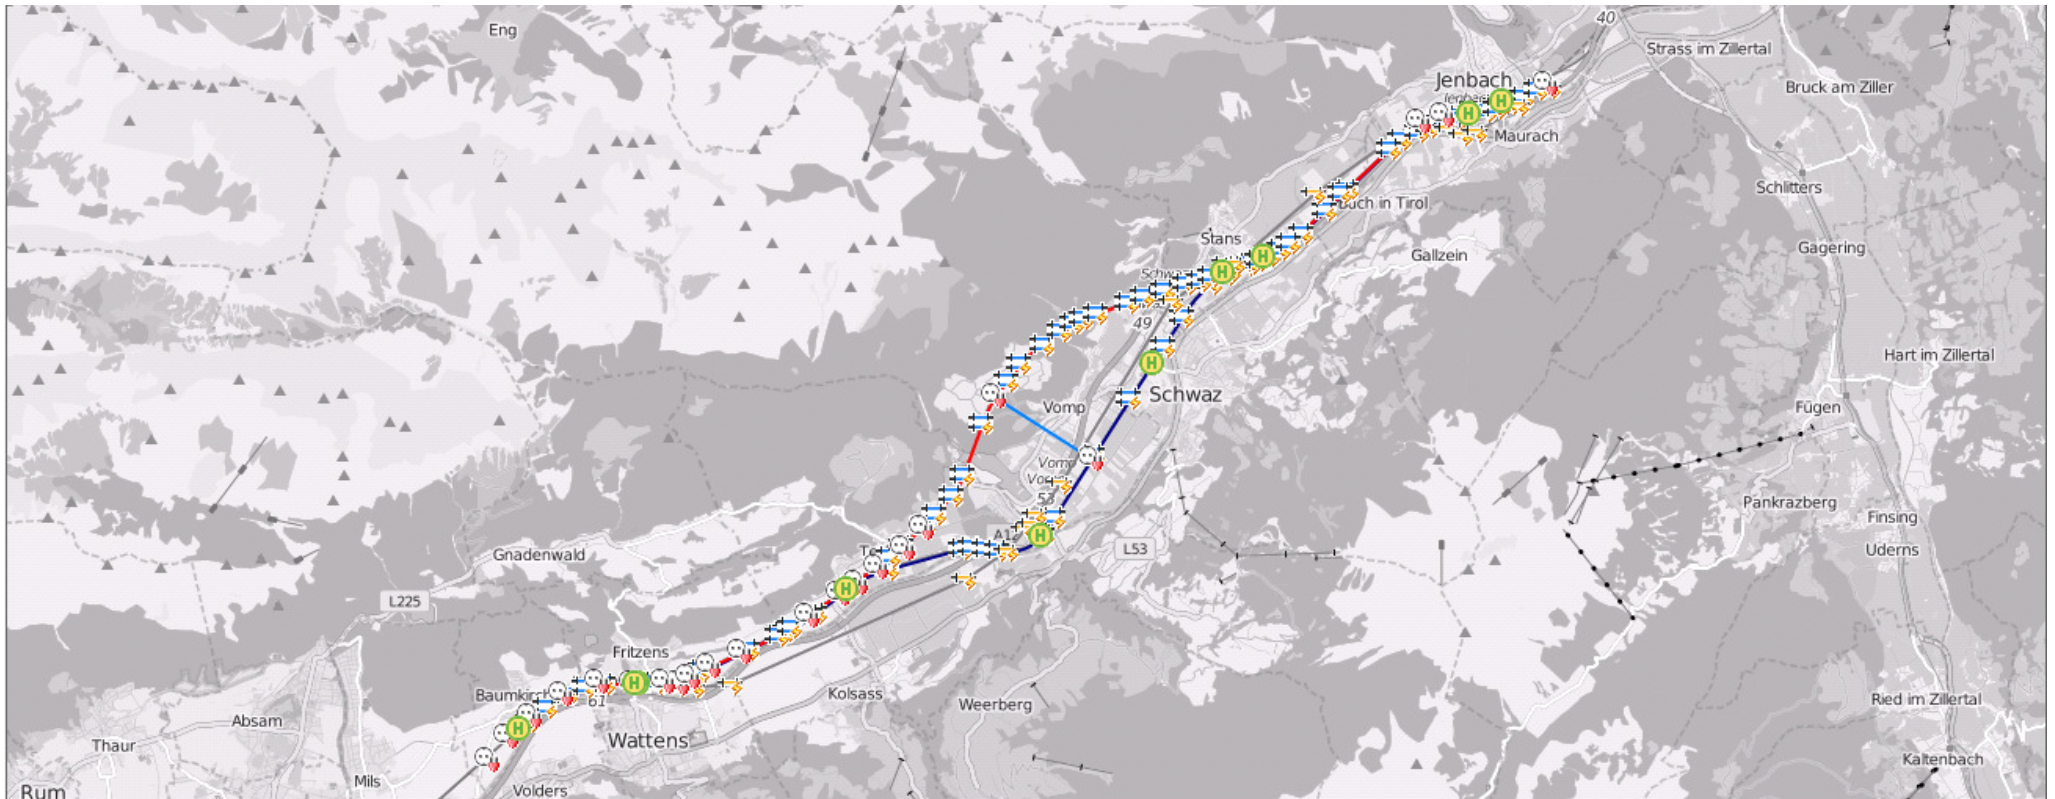 40
Eng
Strass im Zillertal
Jenbach
Bruck am Ziller
Maurach
Schlitters
Buch in Tirol
Stans
Gagering
Gallzein
Schwaz
49
Hart im Zillertal
Schwaz
Vomp
Fügen
Vomp
53
Pankrazberg
Finsing
A12
L53
Uderns
Gnadenwald
L225
Fritzens
Baumkirch
61
Kolsass
Weerberg
Ried im Zillertal
Absam
Wattens
Thaur
Kaltenbach
Mils
Volders
Rum
H
H
H
H
H
H
H
H
H